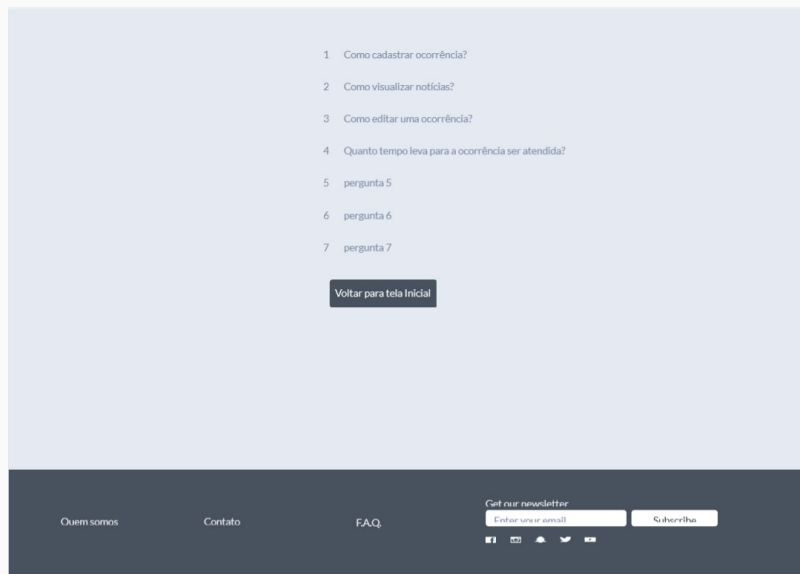 1 Como cadastrar ocorrência?
2 Como visualizar notícias?
3 Como editar uma ocorrência?
4 Quanto tempo leva para a ocorrência ser atendida?
5 pergunta 5
6 pergunta 6
7 pergunta 7
Voltar para tela Inicial
Get our newsletter
Quem somos Contato F.A.Q. Enter your email Subscribe